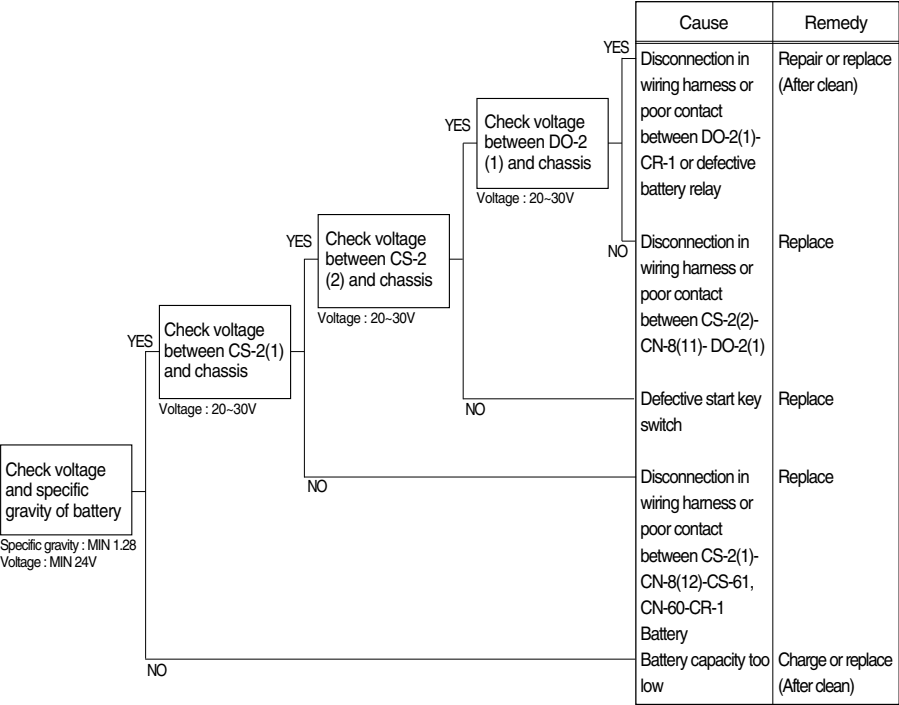 Cause
Remedy
YES
Disconnection in
wiring harness or
poor contact
between DO-2(1)-
CR-1 or defective
battery relay
Repair or replace
(After clean)
YES
Check voltage
between DO-2
(1) and chassis
Voltage : 20~30V
NO
Disconnection in
wiring harness or
poor contact
between CS-2(2)-
CN-8(11)- DO-2(1)
Replace
YES
Check voltage
between CS-2
(2) and chassis
Voltage : 20~30V
NO
Defective start key
switch
Replace
YES
Check voltage
between CS-2(1)
and chassis
Voltage : 20~30V
NO
Disconnection in
wiring harness or
poor contact
between CS-2(1)-
CN-8(12)-CS-61,
CN-60-CR-1
Battery
Replace
Check voltage
and specific
gravity of battery
Specific gravity : MIN 1.28
Voltage : MIN 24V
NO
Battery capacity too
low
Charge or replace
(After clean)